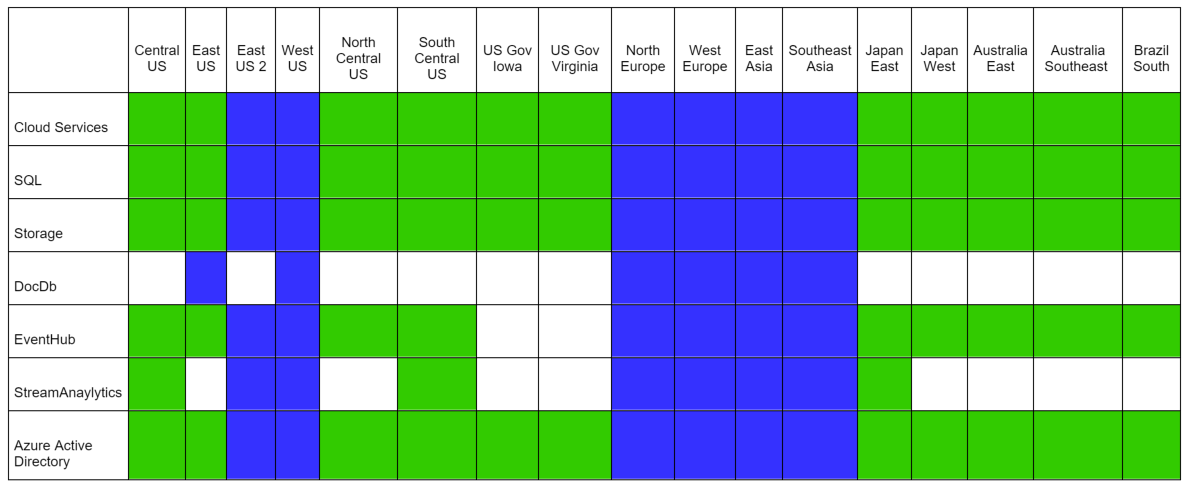 Central
US
East
US
East
US 2
West
US
North
Central
US
South
Central
US
US Gov
Iowa
US Gov
Virginia
North
Europe
West
Europe
East
Asia
Southeast
Asia
Japan
East
Japan
West
Australia
East
Australia
Southeast
Brazil
South
Cloud Services
SQL
Storage
DocDb
EventHub
StreamAnaylytics
Azure Active
Directory